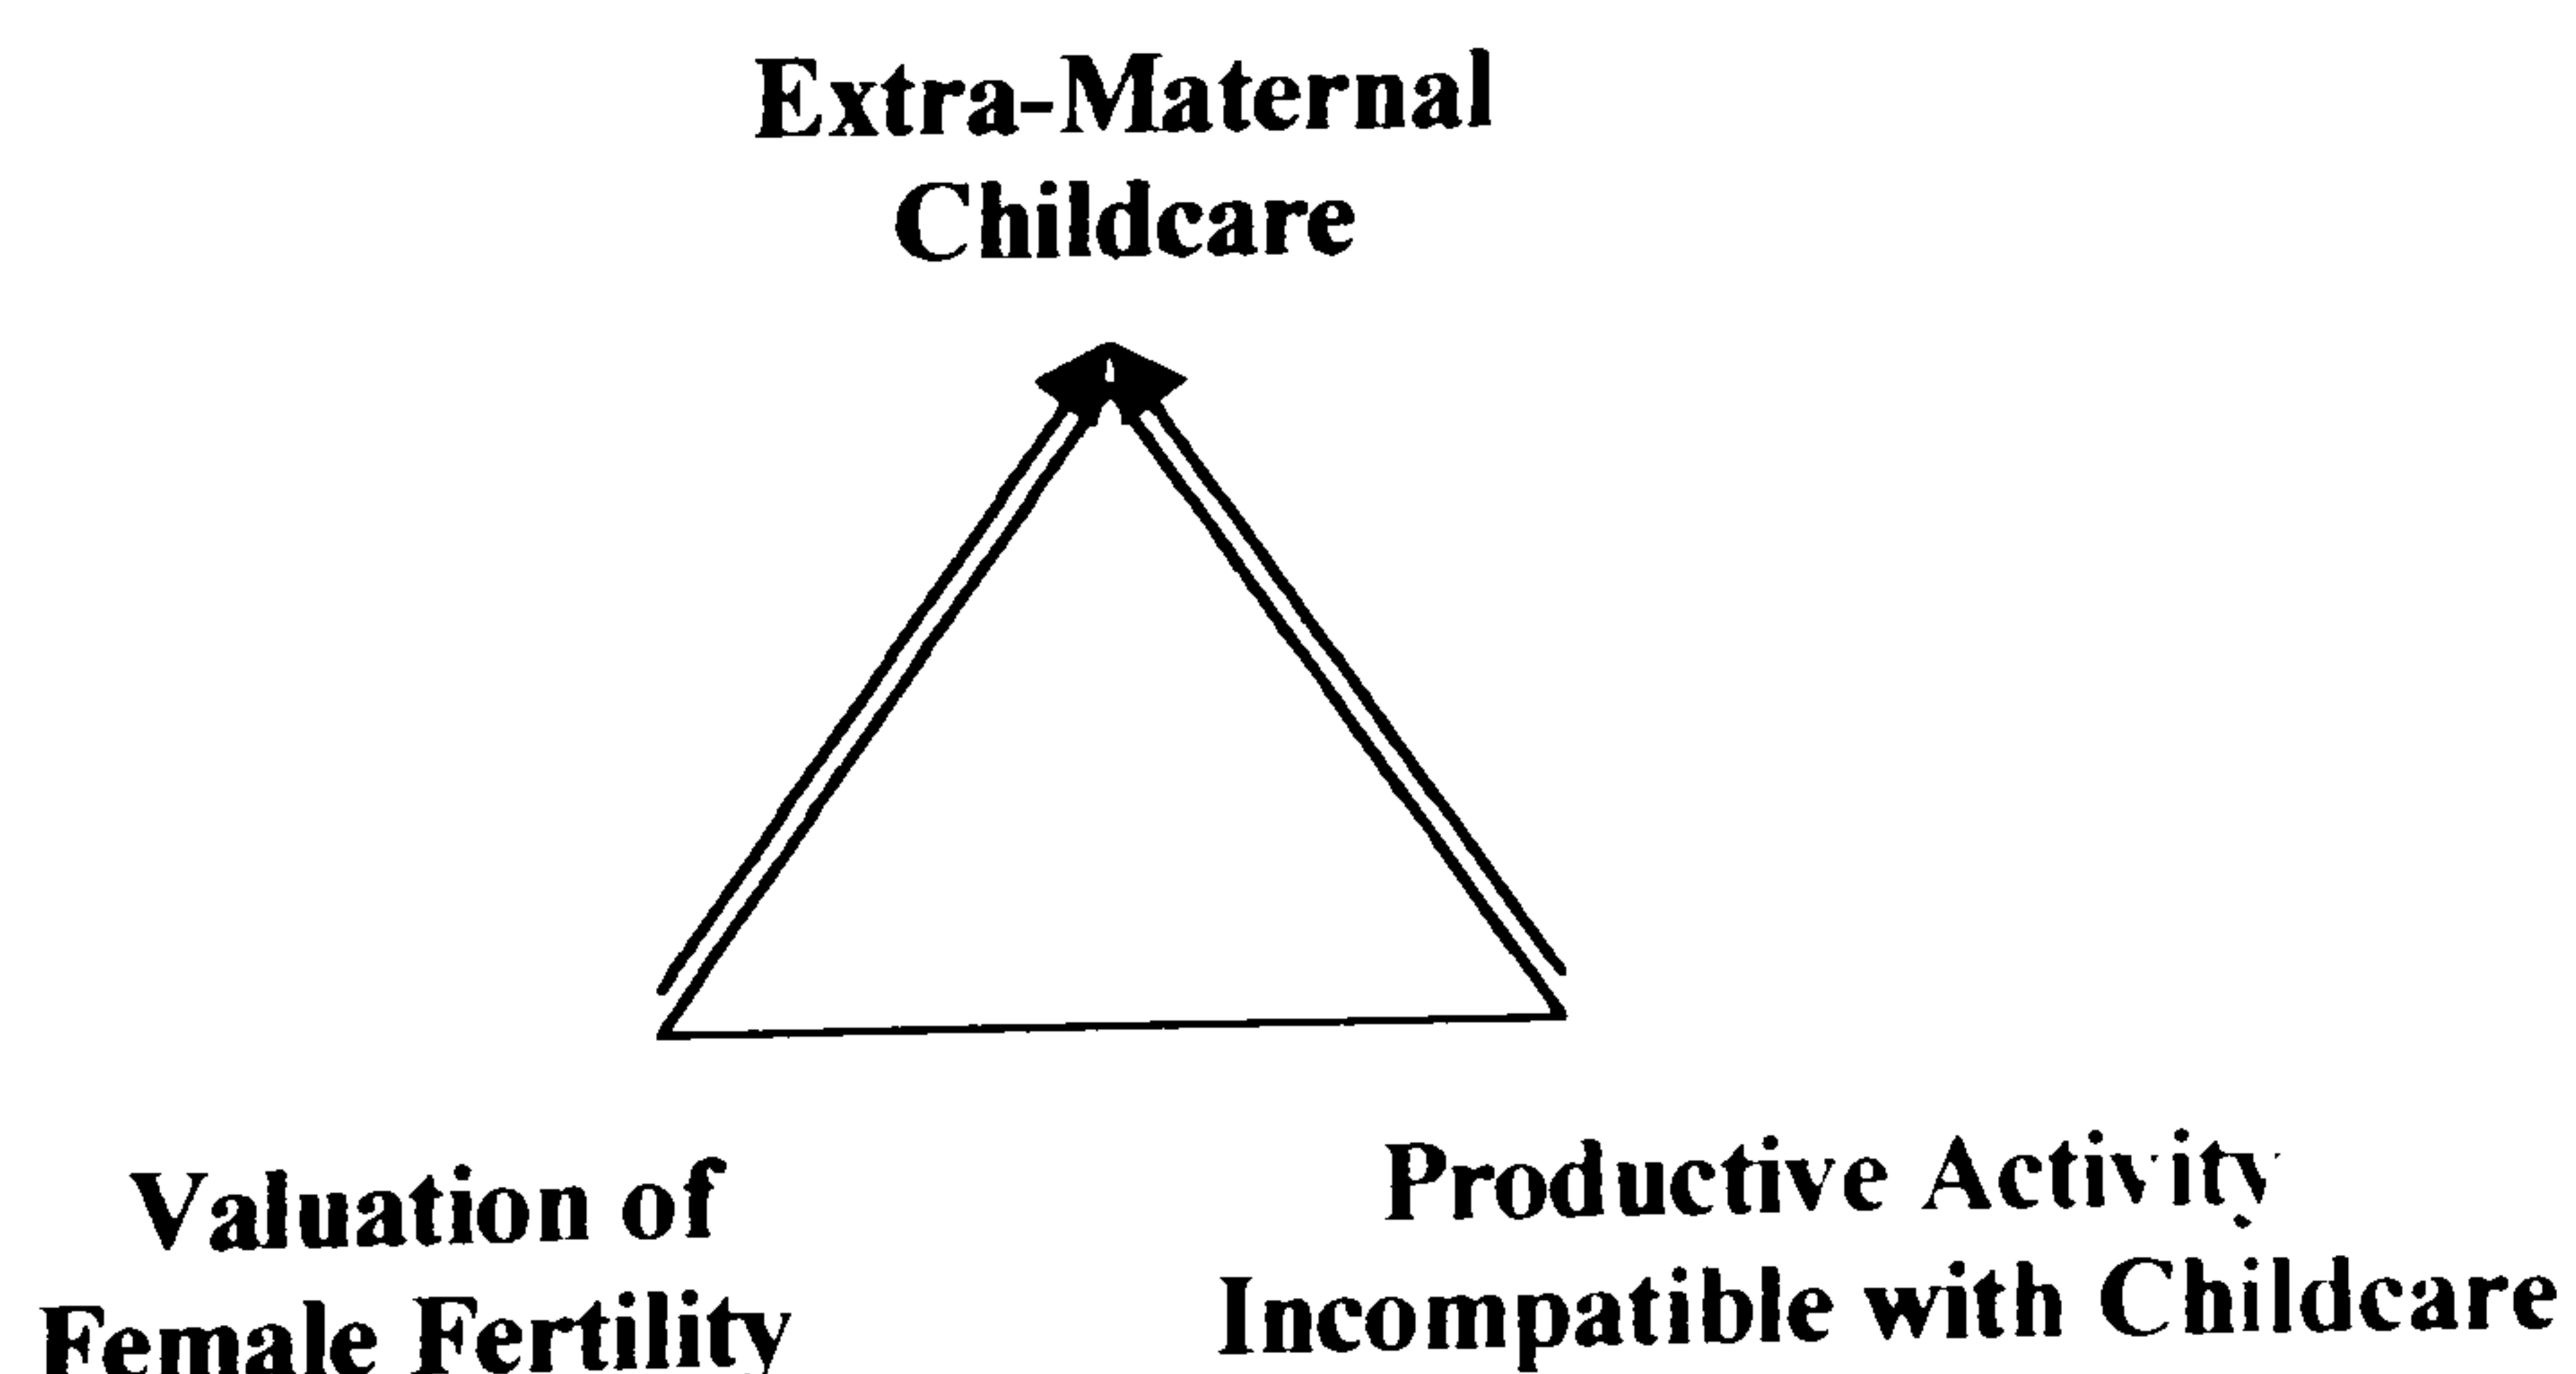 Extra-Maternal
Childcare
Valuation of
Female Fertility
Productive Activity
Incompatible with Childcare